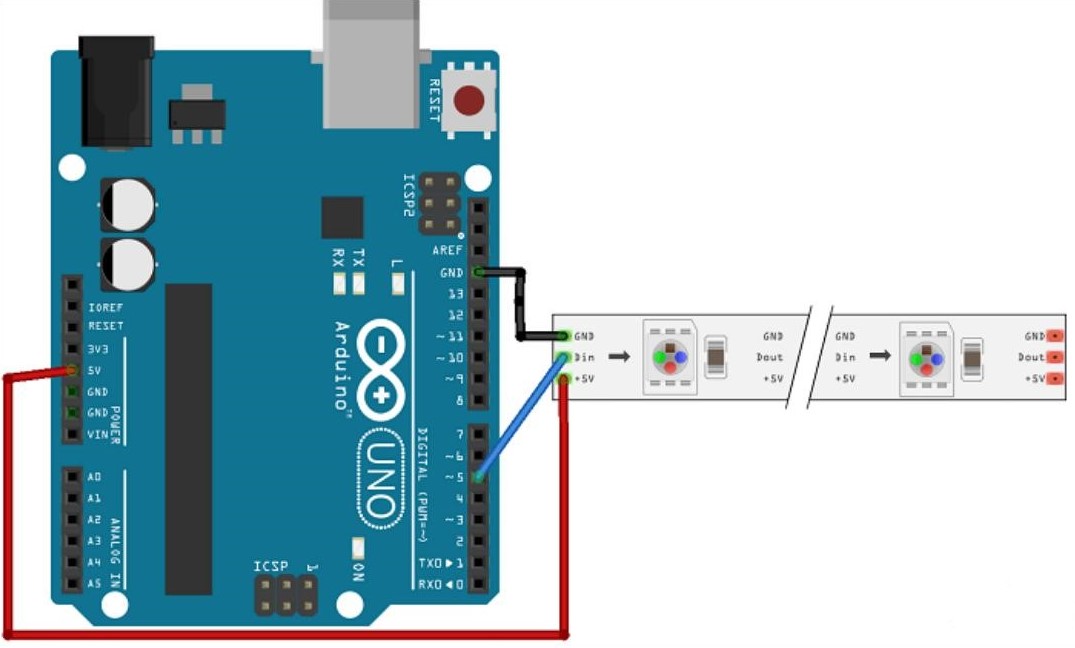 RESET
ICSP2
AREF
GND
13
12
~11
~10
~9
8
7
~6
~5
4
~3
2
TX0▶1
RX0◀0
DIGITAL (PWM=~)
RX
TX
L
Arduino™
UNO
ON
ICSP
1
IOREF
RESET
3V3
5V
GND
GND
VIN
POWER
A0
A1
A2
A3
A4
A5
ANALOG IN
GND
Din
+5V
GND
Dout
+5V
GND
Din
+5V
GND
Dout
+5V